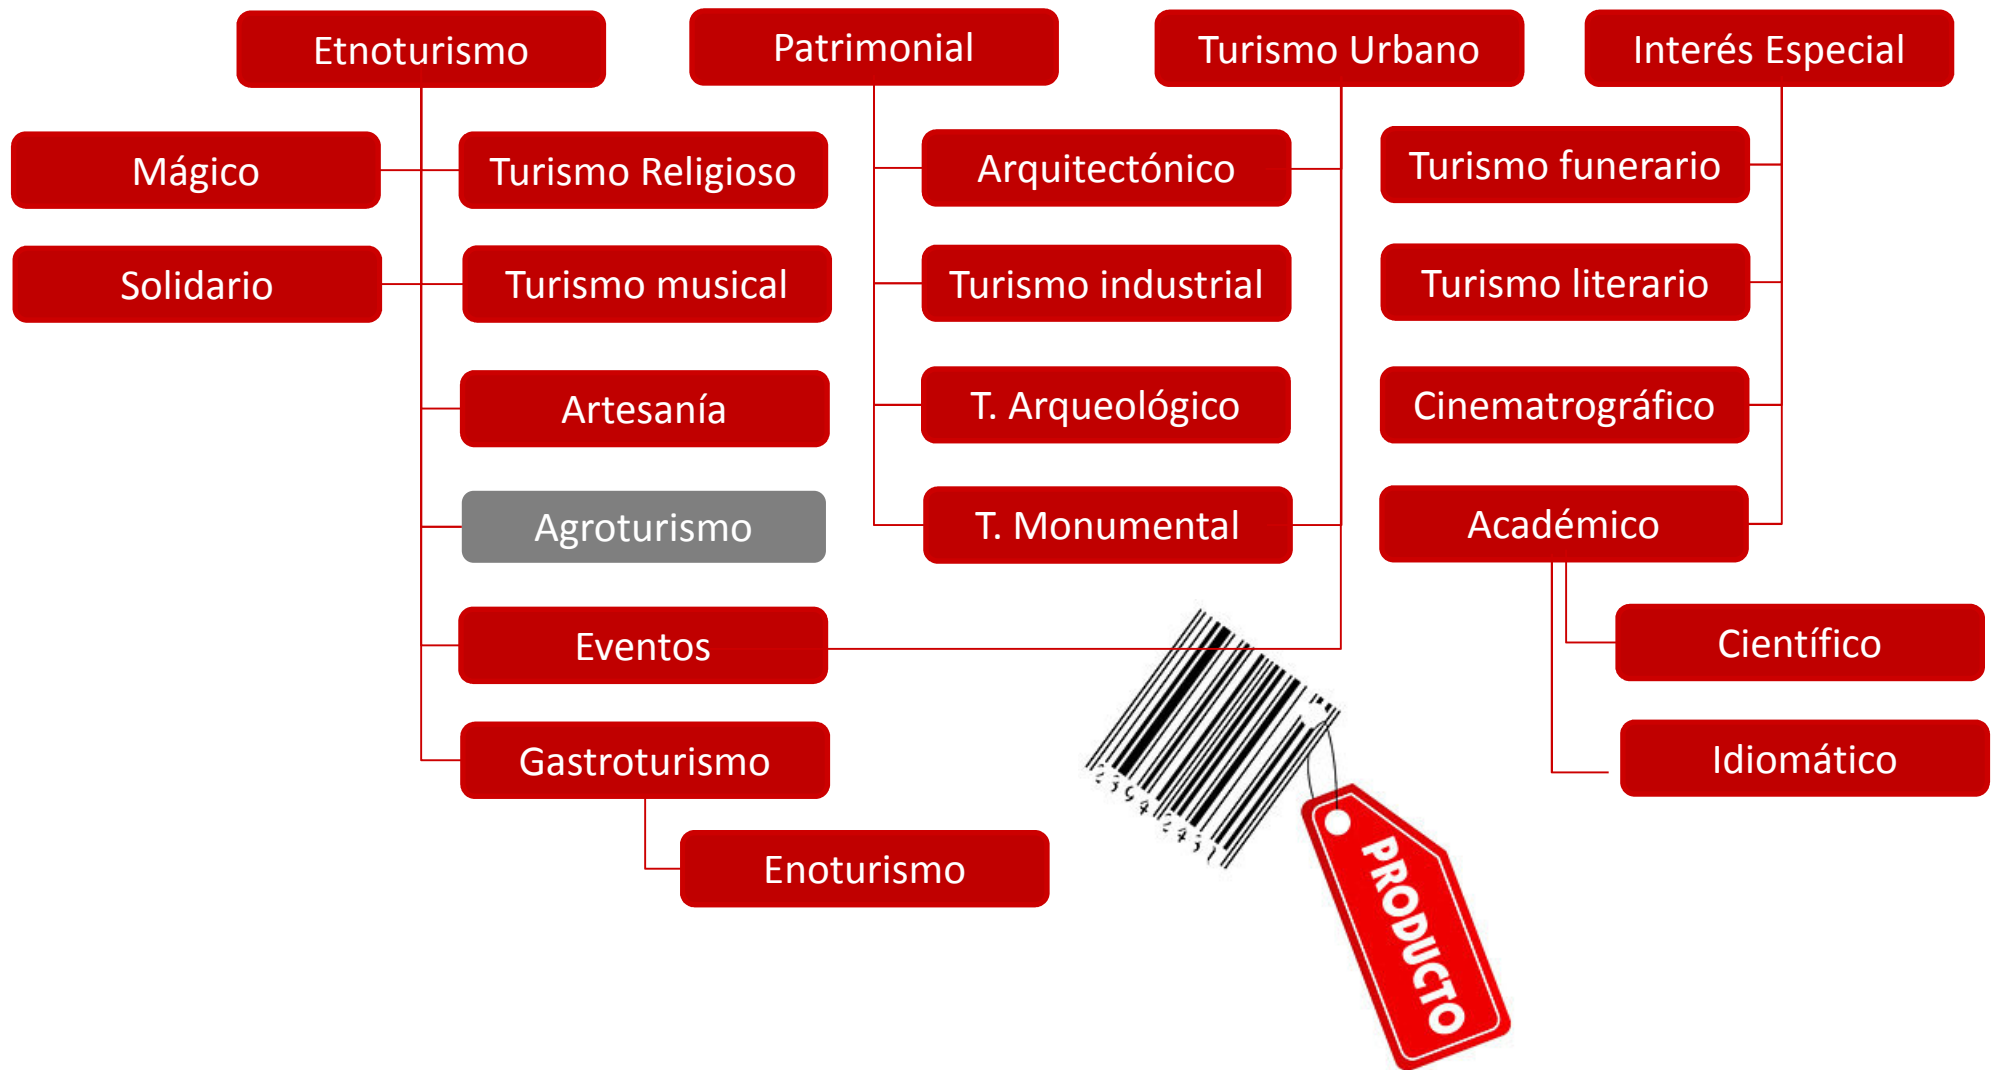 Etnoturismo
Patrimonial
Turismo Urbano
Interés Especial
Mágico
Turismo Religioso
Arquitectónico
Turismo funerario
Solidario
Turismo musical
Turismo industrial
Turismo literario
Artesanía
T. Arqueológico
Cinematrográfico
Agroturismo
T. Monumental
Académico
Eventos
Científico
Gastroturismo
Idiomático
Enoturismo
PRODUCTO